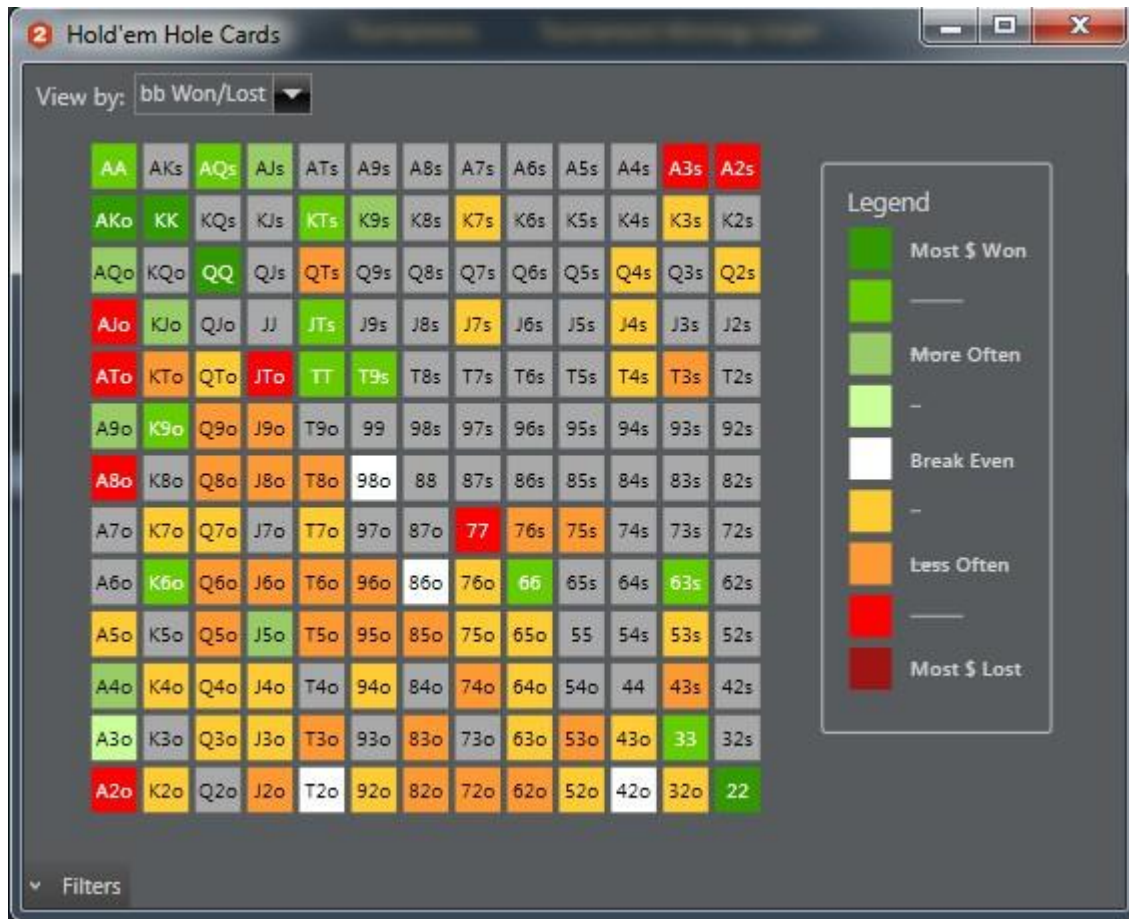 2 Hold'em Hole Cards
View by: bb Won/Lost
AA AKs AQs AJs ATs A9s A8s A7s A6s A5s A4s A3s A2s
AKo KK KQs KJs KTs K9s K8s K7s K6s K5s K4s K3s K2s
AQo KQo QQ QJs QTs Q9s Q8s Q7s Q6s Q5s Q4s Q3s Q2s
AJo KJo QJo JJ JTs J9s J8s J7s J6s J5s J4s J3s J2s
ATo KTo QTo JTo TT T9s T8s T7s T6s T5s T4s T3s T2s
A9o K9o Q9o J9o T9o 99 98s 97s 96s 95s 94s 93s 92s
A8o K8o Q8o J8o T8o 98o 88 87s 86s 85s 84s 83s 82s
A7o K7o Q7o J7o T7o 97o 87o 77 76s 75s 74s 73s 72s
A6o K6o Q6o J6o T6o 96o 86o 76o 66 65s 64s 63s 62s
A5o K5o Q5o J5o T5o 95o 85o 75o 65o 55 54s 53s 52s
A4o K4o Q4o J4o T4o 94o 84o 74o 64o 54o 44 43s 42s
A3o K3o Q3o J3o T3o 93o 83o 73o 63o 53o 43o 33 32s
A2o K2o Q2o J2o T2o 92o 82o 72o 62o 52o 42o 32o 22
Legend
Most $ Won
More Often
Break Even
Less Often
Most $ Lost
Filters